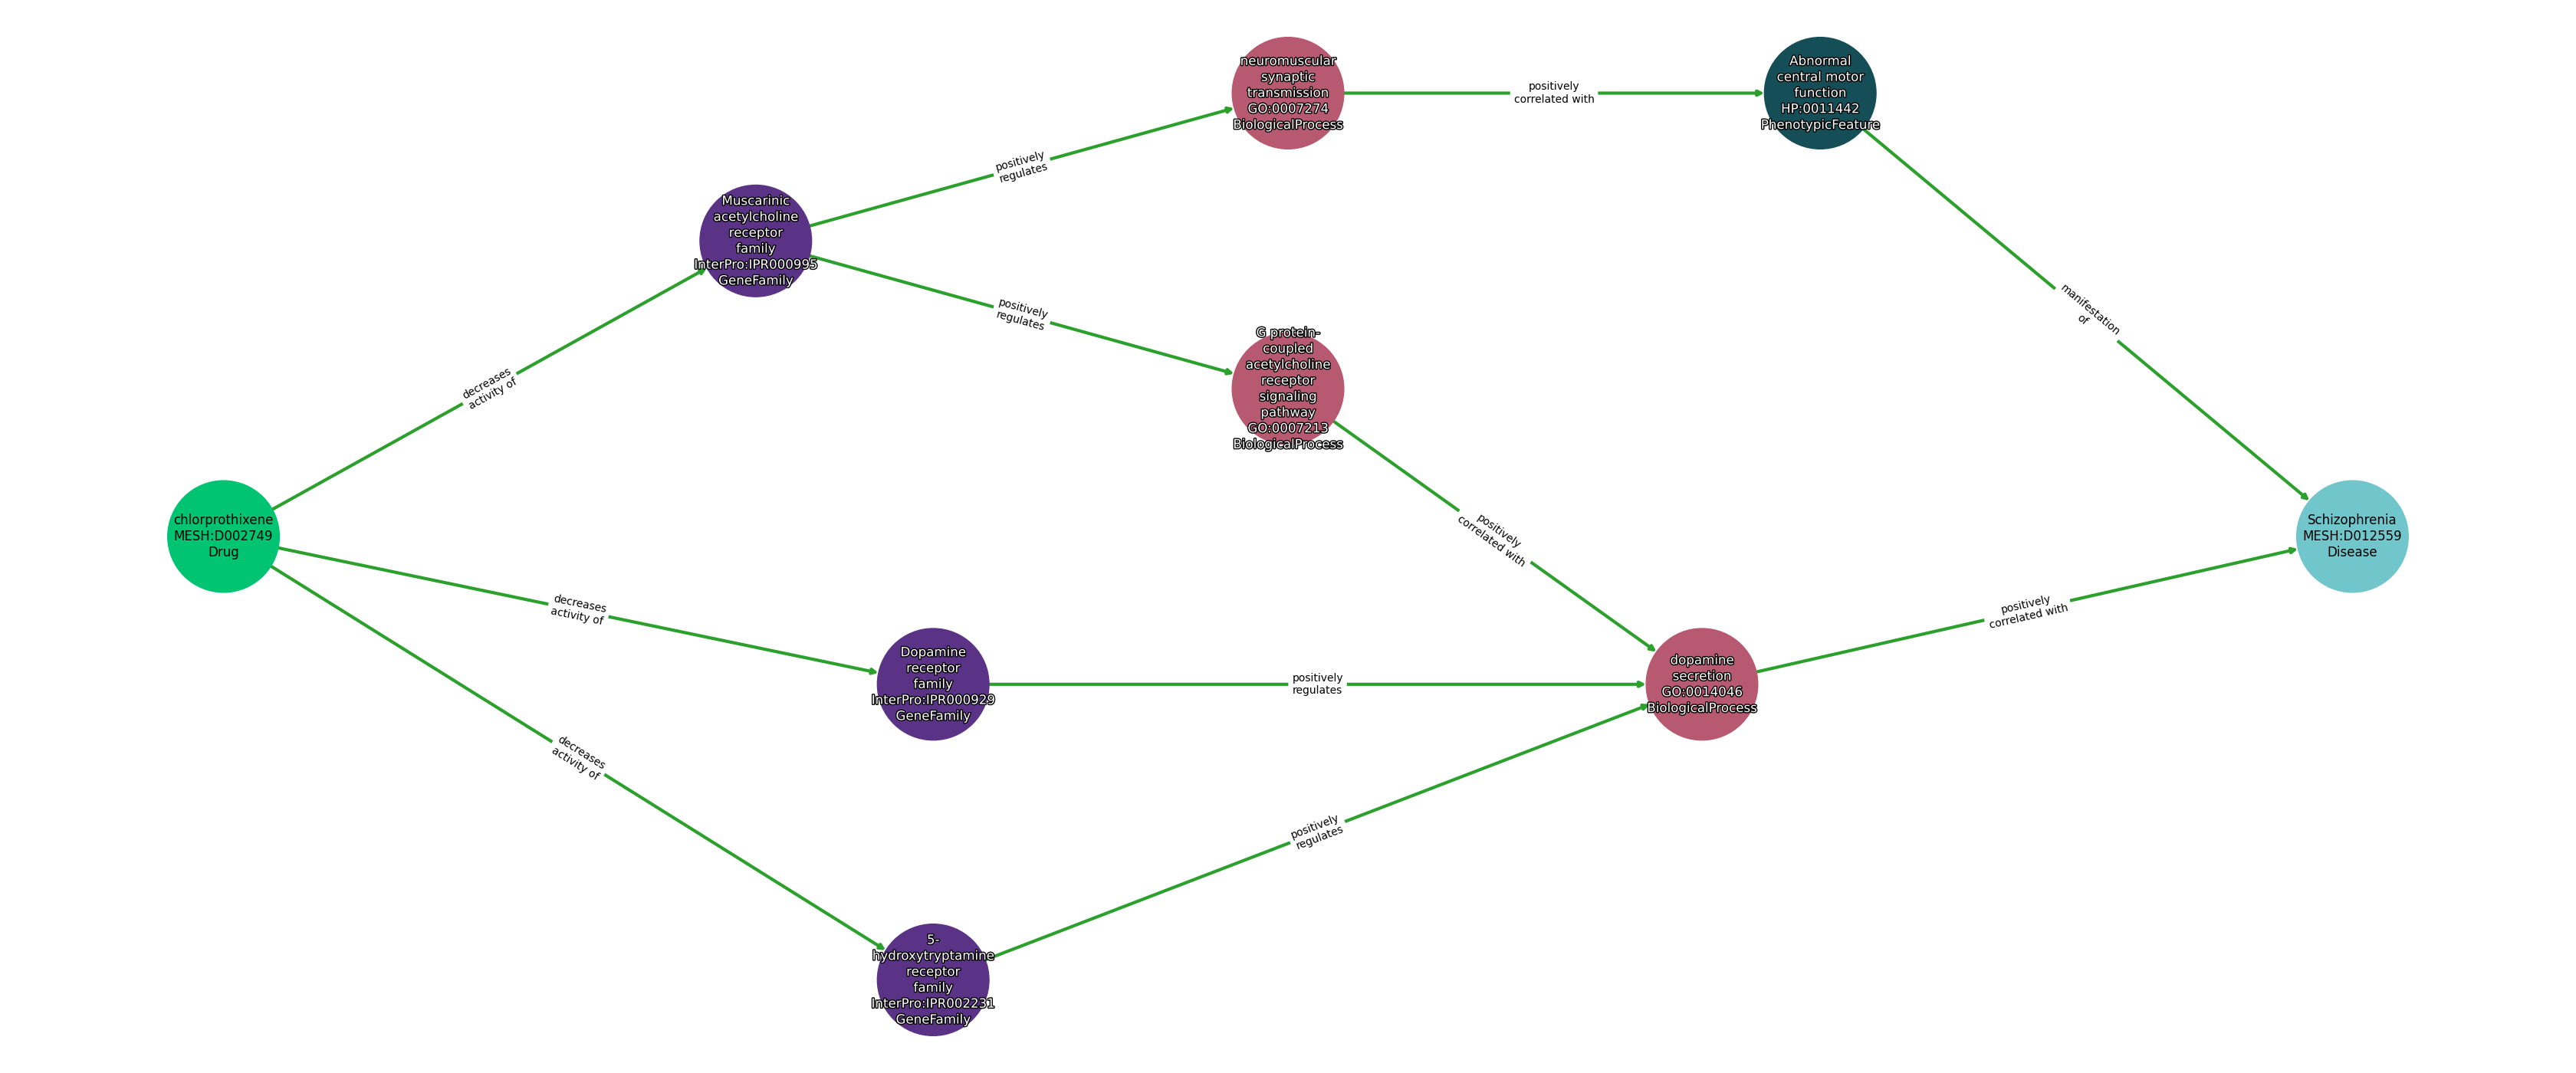 neuromuscular
synaptic
transmission
GO:0007274
BiologicalProcess
positively
correlated with
Abnormal
central motor
function
HP:0011442
PhenotypicFeature
positively
regulates
Muscarinic
acetylcholine
receptor
family
InterPro:IPR000995
GeneFamily
positively
regulates
manifestation
of
G protein-
coupled
acetylcholine
receptor
signaling
pathway
GO:0007213
BiologicalProcess
decreases
activity of
chlorprothixene
MESH:D002749
Drug
positively
correlated with
Schizophrenia
MESH:D012559
Disease
decreases
activity of
positively
correlated with
Dopamine
receptor
family
InterPro:IPR000929
GeneFamily
positively
regulates
dopamine
secretion
GO:0014046
BiologicalProcess
decreases
activity of
positively
regulates
5-
hydroxytryptamine
receptor
family
InterPro:IPR002231
GeneFamily